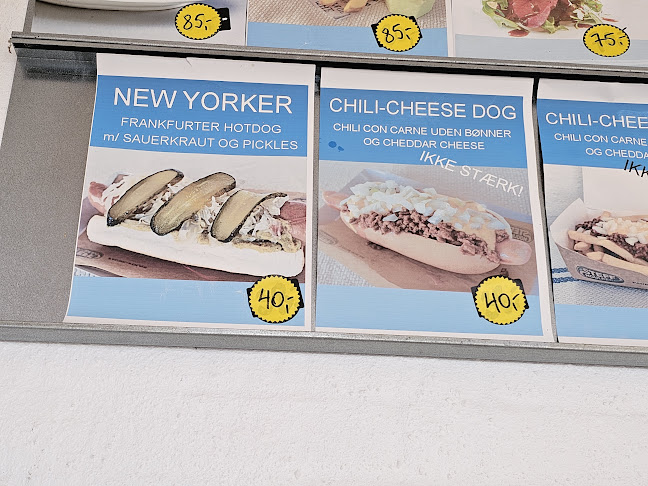 85,-
85,-
75,-
NEW YORKER
FRANKFURTER HOTDOG
m/ SAUERKRAUT OG PICKLES
40,-
CHILI-CHEESE DOG
CHILI CON CARNE UDEN BØNNER
OG CHEDDAR CHEESE
IKKE STÆRK!
40,-
CHILI-CHEE
CHILI CON CARNE
OG CHEDDA
IK